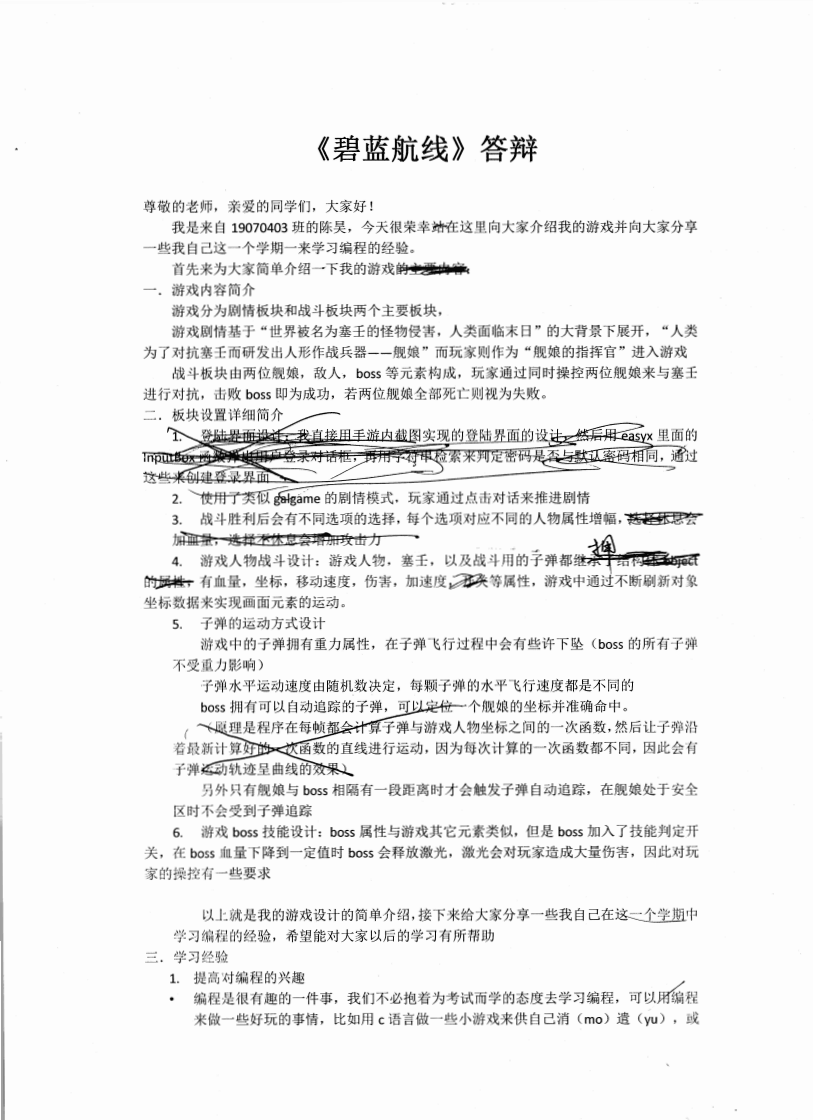 《碧蓝航线》答辩
尊敬的老师，亲爱的同学们，大家好！
我是来自 19070403 班的陈昊，今天很荣幸站在这里向大家介绍我的游戏并向大家分享
一些我自己这一个学期一来学习编程的经验。
首先来为大家简单介绍一下我的游戏的主要内容。
一．游戏内容简介
游戏分为剧情板块和战斗板块两个主要板块，
游戏剧情基于“世界被名为塞壬的怪物侵害，人类面临末日”的大背景下展开，“人类
为了对抗塞壬而研发出人形作战兵器——舰娘”而玩家则作为“舰娘的指挥官”进入游戏
战斗板块由两位舰娘，敌人，boss 等元素构成，玩家通过同时操控两位舰娘来与塞壬
进行对抗，击败 boss 即为成功，若两位舰娘全部死亡则视为失败。
二．板块设置详细简介
1. 登陆界面设计：我直接用手游内截图实现的登陆界面的设计，然后用 easyx 里面的
InputBox 函数弹出用户登录对话框，再用字符串检索来判定密码是否与默认密码相同，通过
这些来创建登录界面
2. 使用了类似 galgame 的剧情模式，玩家通过点击对话来推进剧情
3. 战斗胜利后会有不同选项的选择，每个选项对应不同的人物属性增幅，选择休息会
加血量，选择不休息会增加攻击力
拥
4. 游戏人物战斗设计：游戏人物，塞壬，以及战斗用的子弹都继承了结构体 object
的属性，有血量，坐标，移动速度，伤害，加速度，等属性，游戏中通过不断刷新对象
坐标数据来实现画面元素的运动。
5. 子弹的运动方式设计
游戏中的子弹拥有重力属性，在子弹飞行过程中会有些许下坠（boss 的所有子弹
不受重力影响）
子弹水平运动速度由随机数决定，每颗子弹的水平飞行速度都是不同的
boss 拥有可以自动追踪的子弹，可以定位一个舰娘的坐标并准确命中。
（原理是程序在每帧都会计算子弹与游戏人物坐标之间的一次函数，然后让子弹沿
着最新计算好的一次函数的直线进行运动，因为每次计算的一次函数都不同，因此会有
子弹运动轨迹呈曲线的效果）
另外只有舰娘与 boss 相隔有一段距离时才会触发子弹自动追踪，在舰娘处于安全
区时不会受到子弹追踪
6. 游戏 boss 技能设计：boss 属性与游戏其它元素类似，但是 boss 加入了技能判定开
关，在 boss 血量下降到一定值时 boss 会释放激光，激光会对玩家造成大量伤害，因此对玩
家的操控有一些要求
以上就是我的游戏设计的简单介绍，接下来给大家分享一些我自己在这一个学期中
学习编程的经验，希望能对大家以后的学习有所帮助
三．学习经验
1. 提高对编程的兴趣
• 编程是很有趣的一件事，我们不必抱着为考试而学的态度去学习编程，可以用编程
来做一些好玩的事情，比如用 c 语言做一些小游戏来供自己消（mo）遣（yu），或